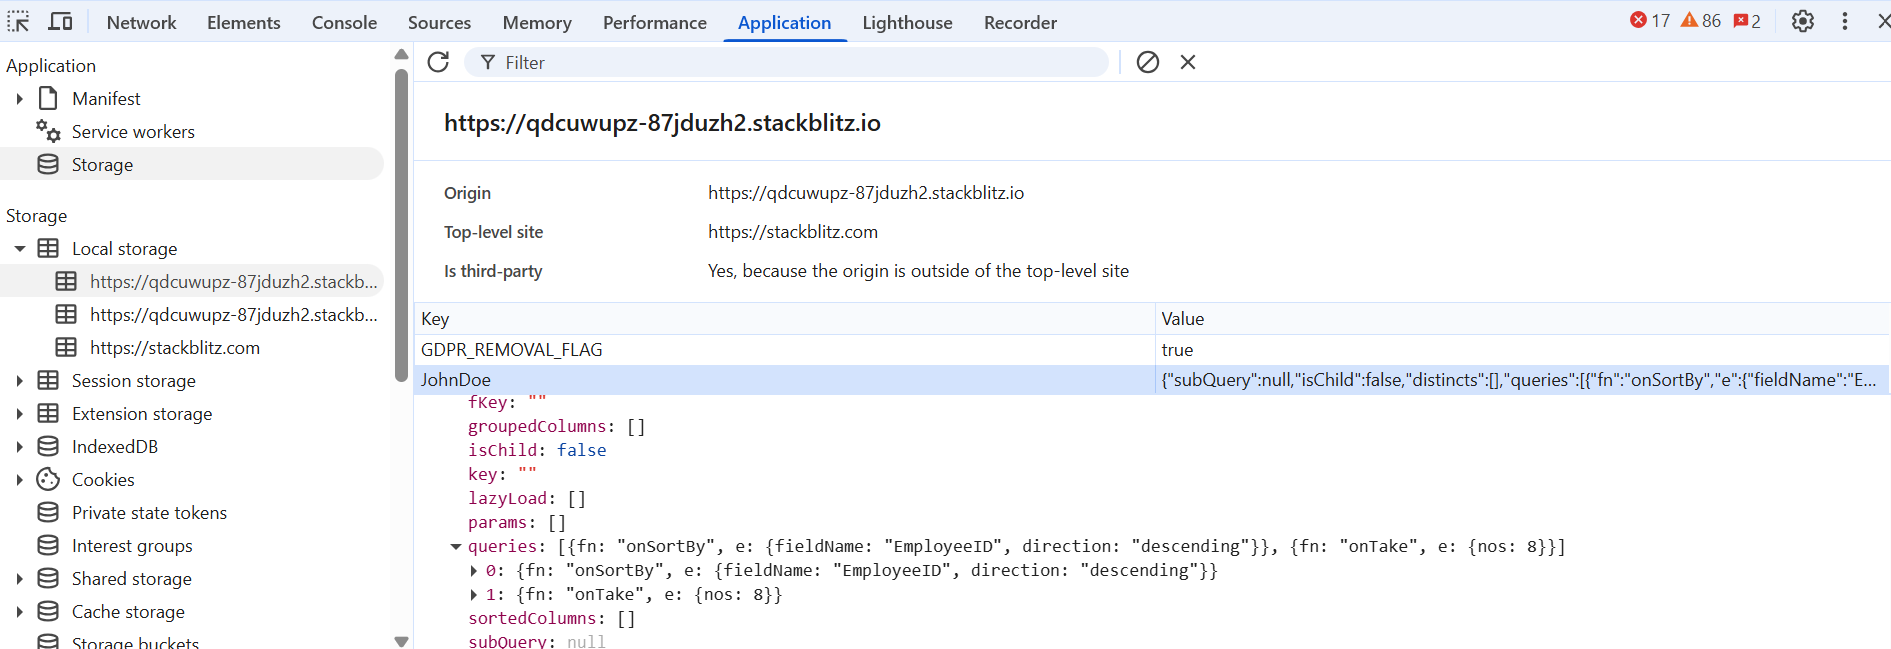 Network Elements Console Sources Memory Performance Application Lighthouse Recorder 17 86 2
Application
Manifest
Service workers
Storage
Storage
Local storage
https://qdcuwupz-87jduzh2.stackb...
https://qdcuwupz-87jduzh2.stackb...
https://stackblitz.com
Session storage
Extension storage
IndexedDB
Cookies
Private state tokens
Interest groups
Shared storage
Cache storage
Storage buckets
Filter
https://qdcuwupz-87jduzh2.stackblitz.io
Origin https://qdcuwupz-87jduzh2.stackblitz.io
Top-level site https://stackblitz.com
Is third-party Yes, because the origin is outside of the top-level site
Key Value
GDPR_REMOVAL_FLAG true
JohnDoe {"subQuery":null,"isChild":false,"distincts":[],"queries":[{"fn":"onSortBy","e":{"fieldName":"E...
fKey: ""
groupedColumns: []
isChild: false
key: ""
lazyLoad: []
params: []
queries: [{fn: "onSortBy", e: {fieldName: "EmployeeID", direction: "descending"}}, {fn: "onTake", e: {nos: 8}}]
0: {fn: "onSortBy", e: {fieldName: "EmployeeID", direction: "descending"}}
1: {fn: "onTake", e: {nos: 8}}
sortedColumns: []
subQuery: null